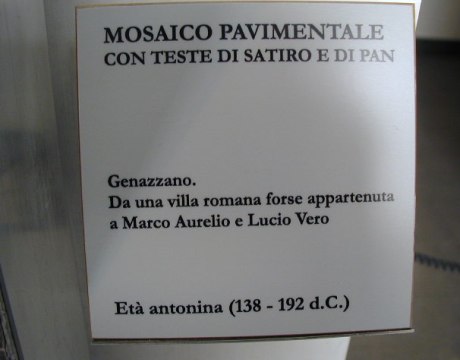 MOSAICO PAVIMENTALE
CON TESTE DI SATIRO E DI PAN
Genazzano.
Da una villa romana forse appartenuta
a Marco Aurelio e Lucio Vero
Età antonina (138 - 192 d.C.)